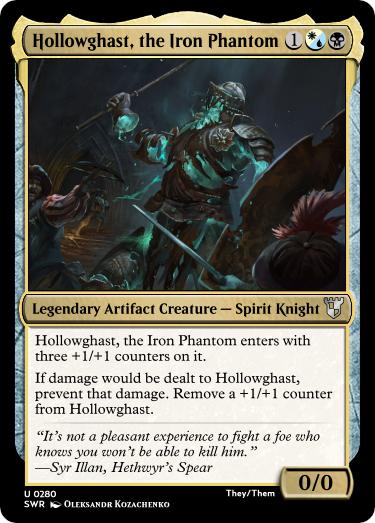 Hollowghast, the Iron Phantom 1
Legendary Artifact Creature — Spirit Knight
Hollowghast, the Iron Phantom enters with
three +1/+1 counters on it.
If damage would be dealt to Hollowghast,
prevent that damage. Remove a +1/+1 counter
from Hollowghast.
“It’s not a pleasant experience to fight a foe who
knows you won’t be able to kill him.”
—Syr Illan, Hethwyr’s Spear
0/0
U 0280 They/Them
SWR Oleksandr Kozachenko